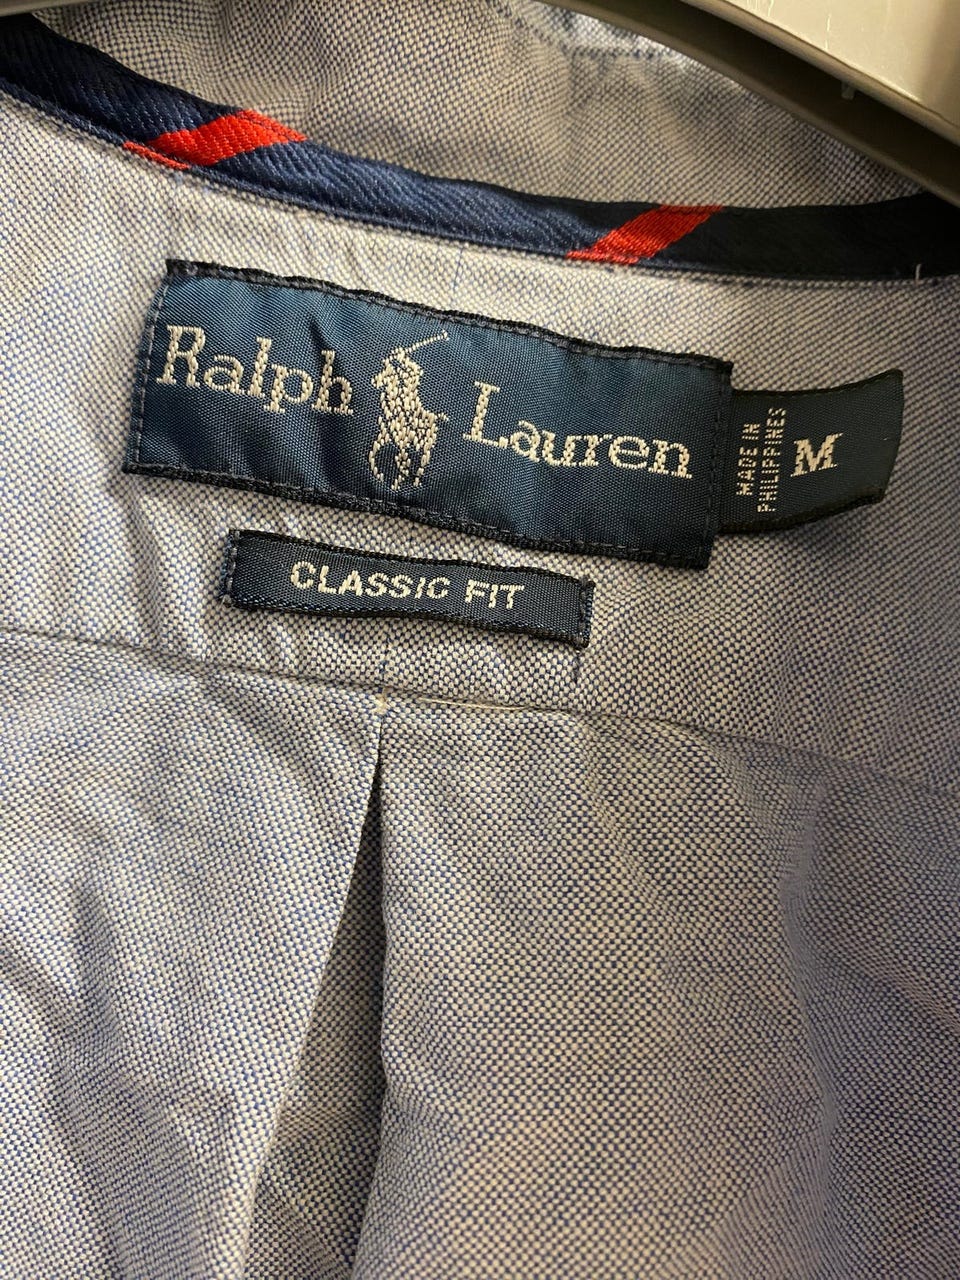 Ralph Lauren
MADE IN
PHILIPPINES
M
CLASSIC FIT